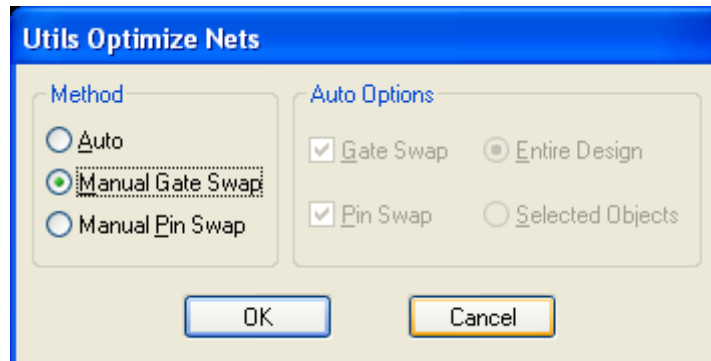 Utils Optimize Nets
Method
Auto
Manual Gate Swap
Manual Pin Swap
Auto Options
Gate Swap
Entire Design
Pin Swap
Selected Objects
OK
Cancel